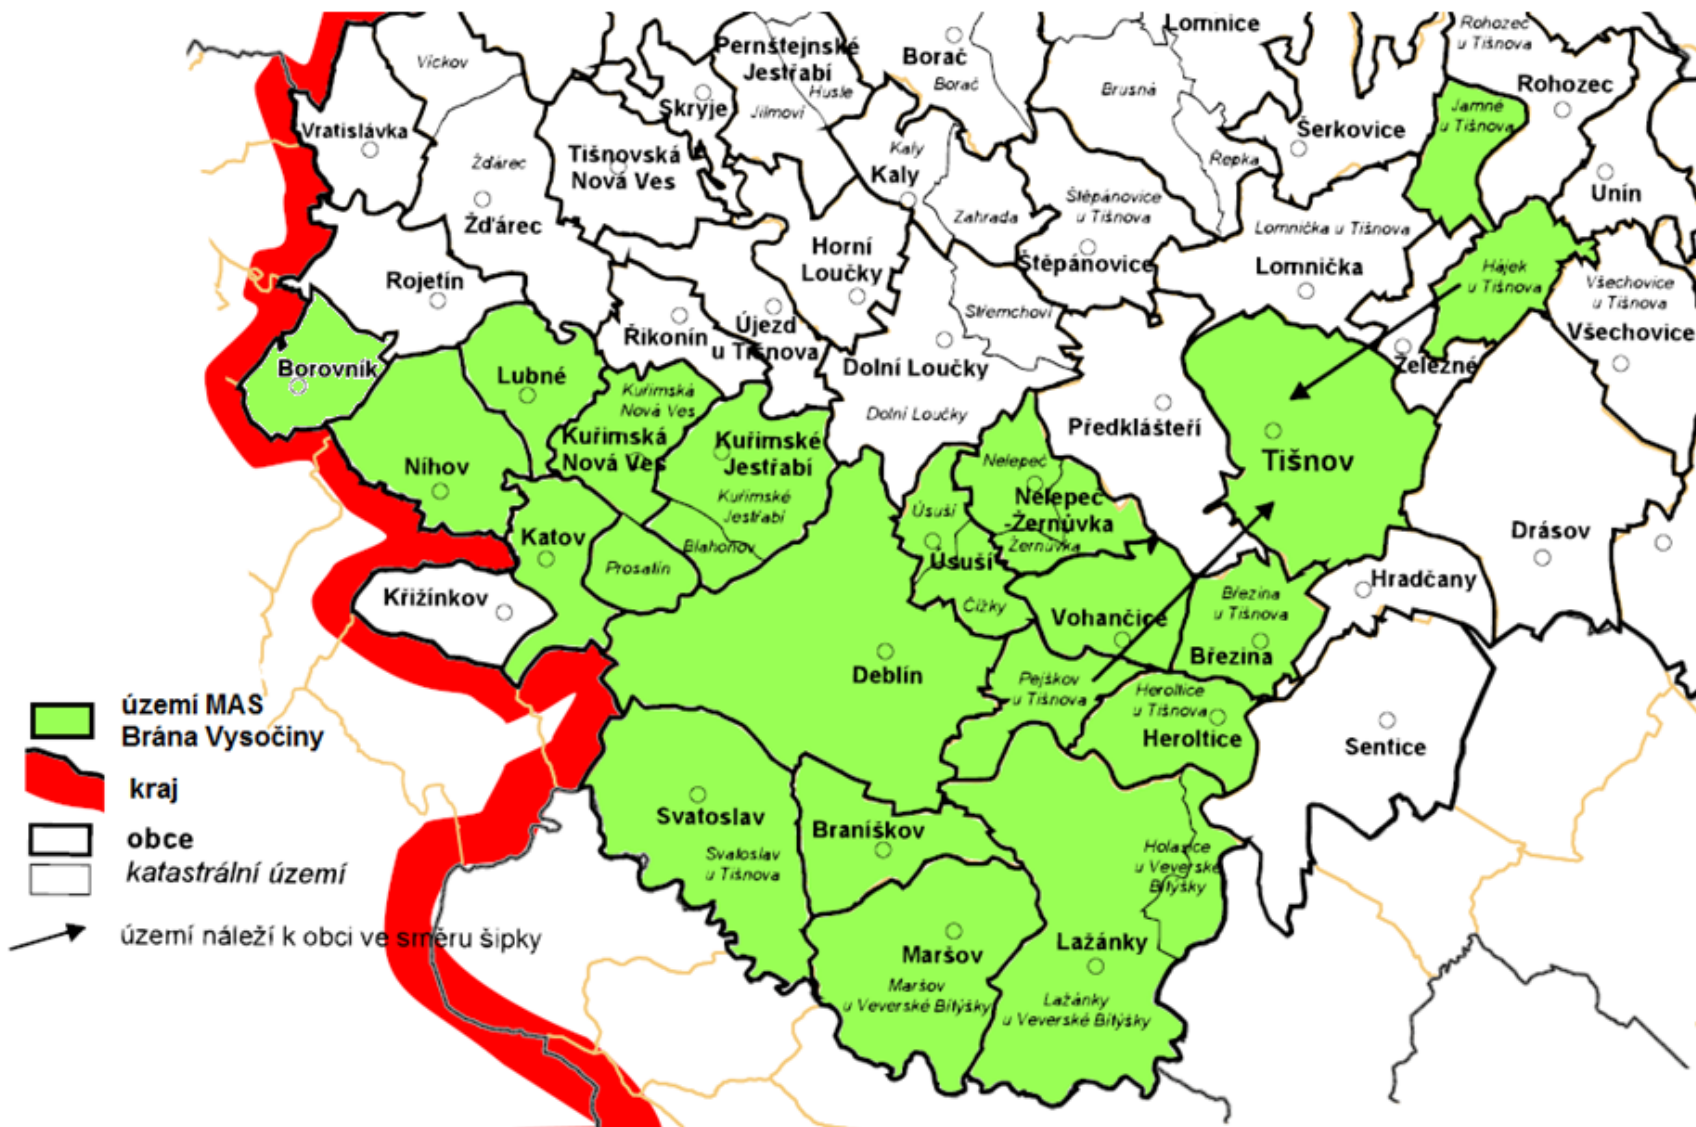 Lomnice
Rohozec
u Tišnova
Pernštejnské
Jestřabí
Borač
Borač
Víckov
Husle
Jilmoví
Brusná
Rohozec
Skryje
Jamné
u Tišnova
Vratislávka
Šerkovice
Žďárec
Tišnovská
Nová Ves
Kaly
Kaly
Řepka
Unín
Žďárec
Štěpánovice
u Tišnova
Zahrada
Lomnička u Tišnova
Horní
Loučky
Štěpánovice
Lomnička
Hájek
u Tišnova
Rojetín
Všechovice
u Tišnova
Střemchoví
Řikonín
Újezd
u Tišnova
Všechovice
Borovník
Lubné
Dolní Loučky
Železné
Kuřimská
Nová Ves
Dolní Loučky
Předklášteří
Kuřimská
Nová Ves
Kuřimské
Jestřabí
Níhov
Nelepeč
Tišnov
Kuřimské
Jestřabí
Nelepeč
-Žernůvka
Úsuší
Drásov
Katov
Blahoňov
Žernůvka
Prosatín
Úsuší
Hradčany
Křižínkov
Čížky
Březina
u Tišnova
Vohančice
Březina
Deblín
Pejškov
u Tišnova
Heroltice
u Tišnova
Heroltice
Sentice
území MAS
Brána Vysočiny
kraj
obce
katastrální území
území náleží k obci ve směru šipky
Svatoslav
Braníškov
Svatoslav
u Tišnova
Holasice
u Veverské
Bítýšky
Maršov
Lažánky
Maršov
u Veverské Bítýšky
Lažánky
u Veverské Bítýšky